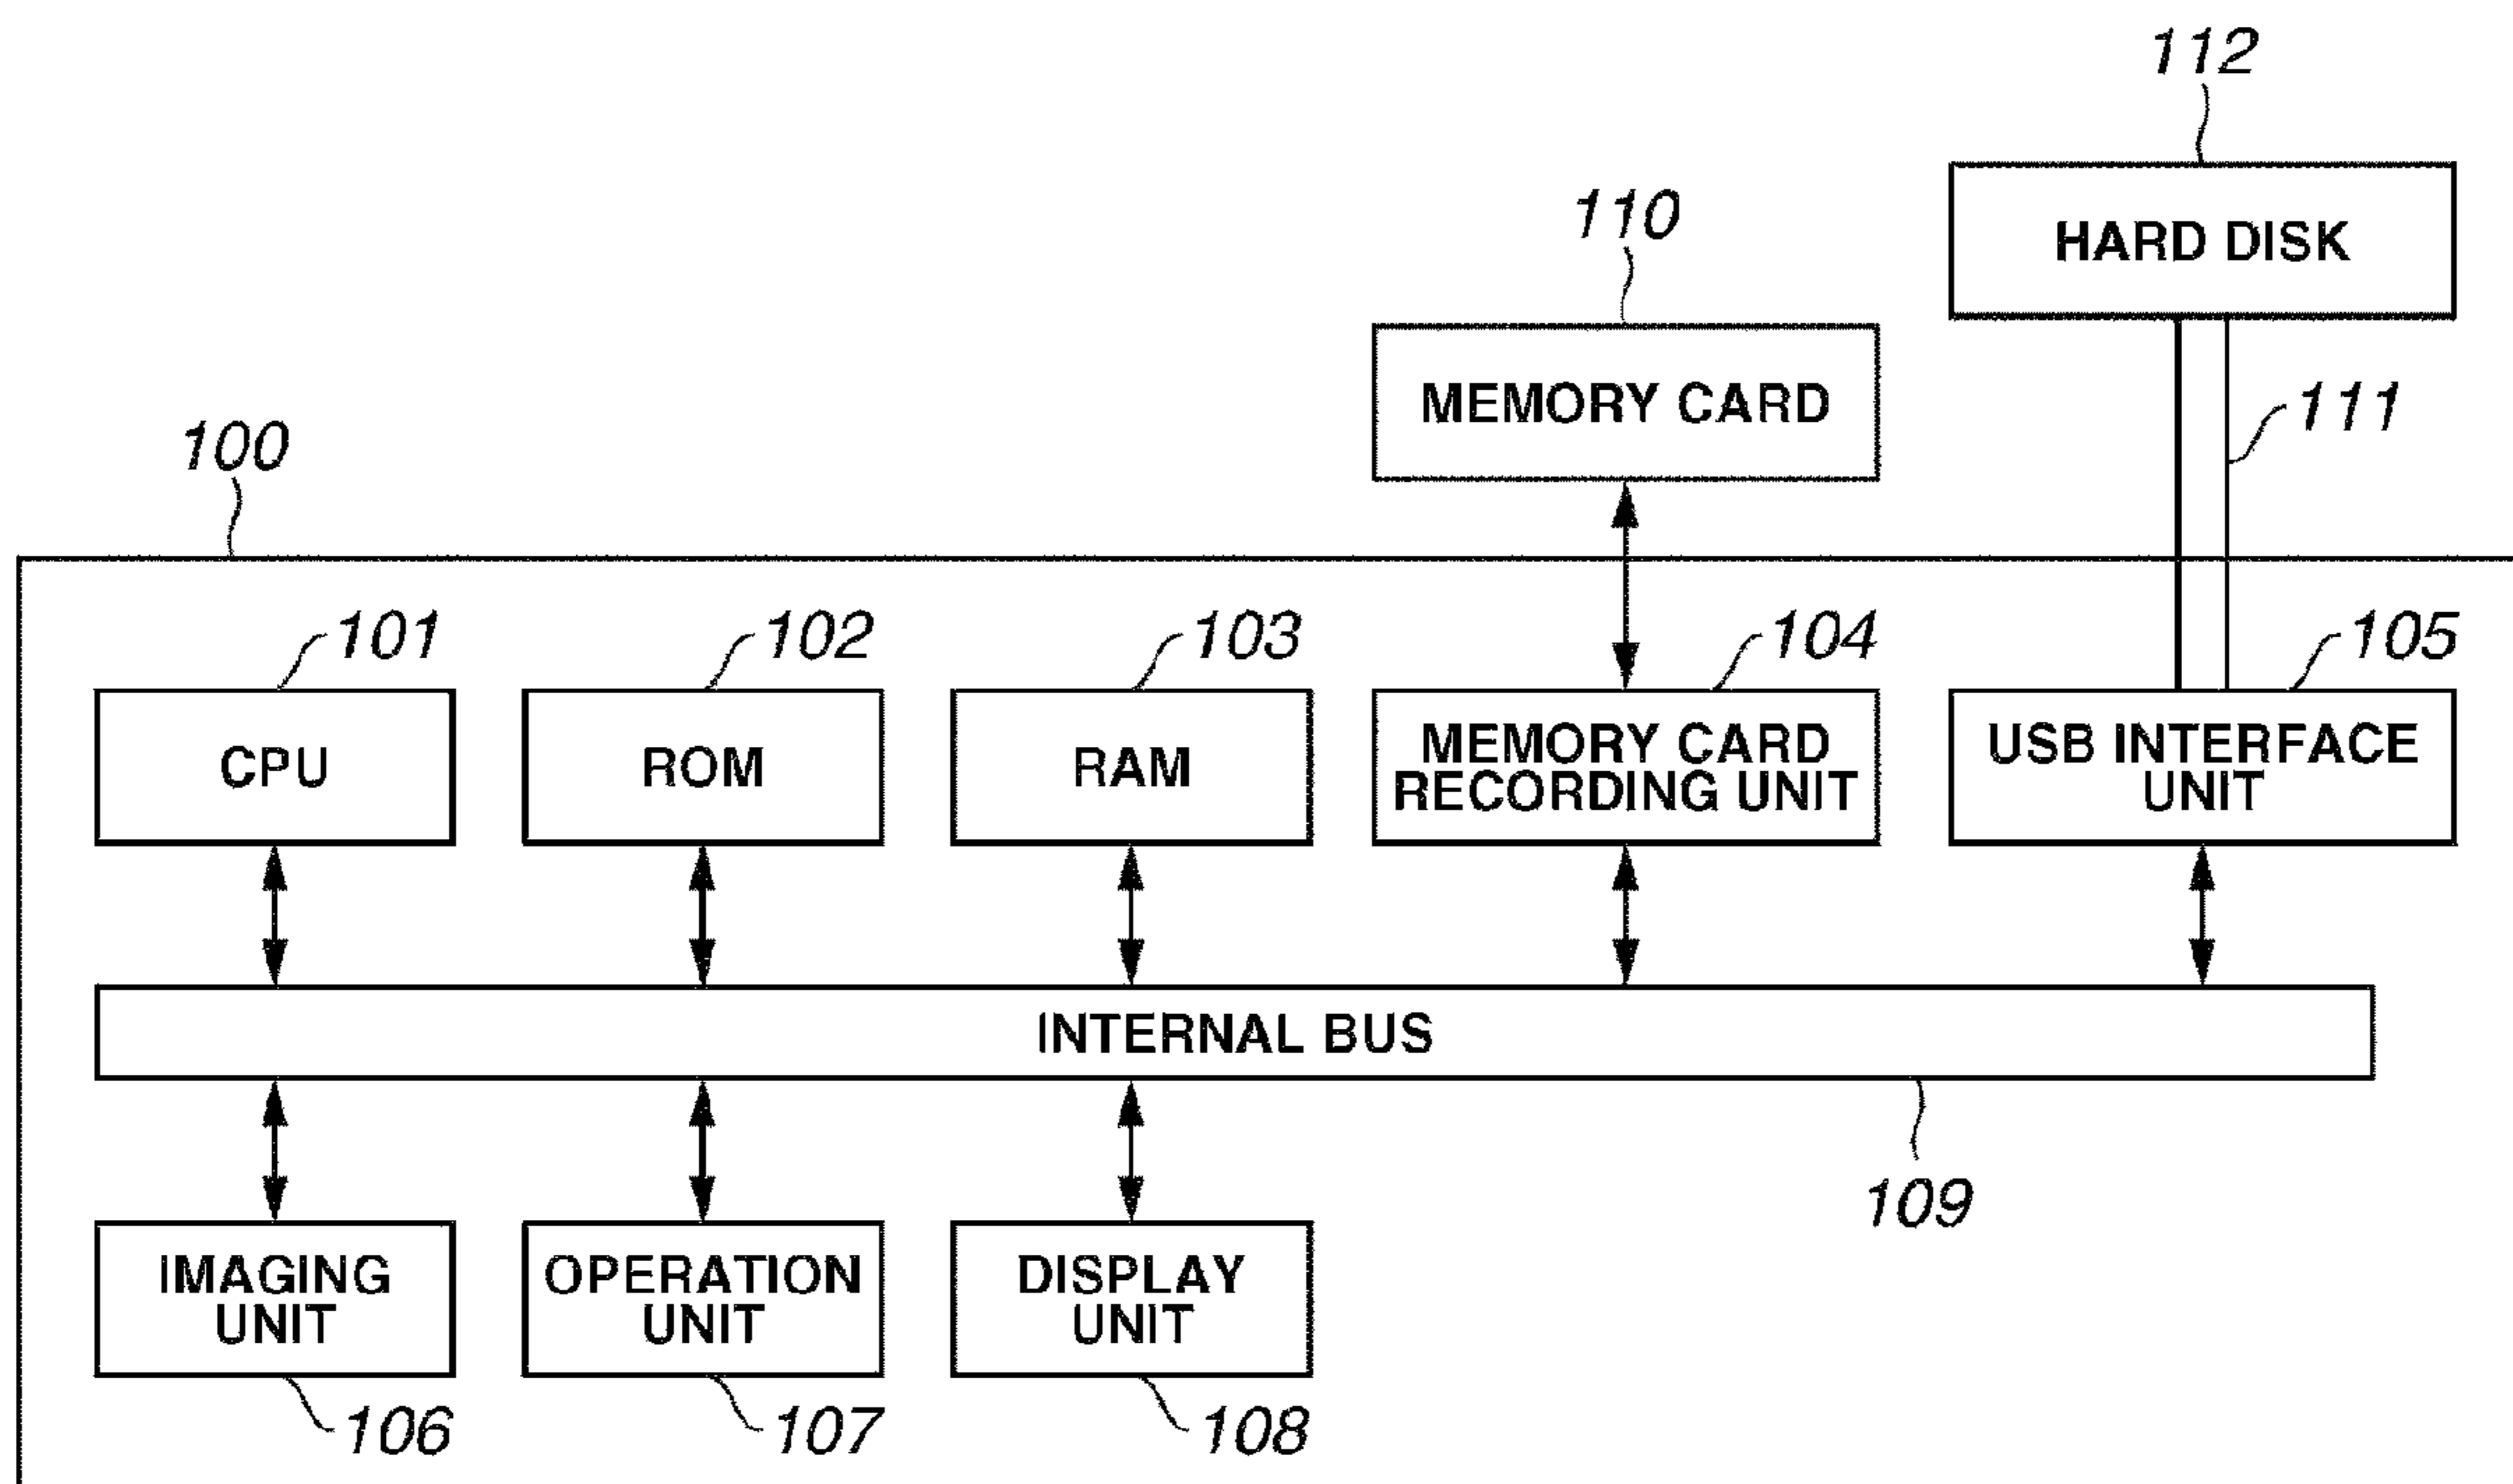 112
HARD DISK
110
MEMORY CARD
111
100
101
102
103
104
105
CPU
ROM
RAM
MEMORY CARD
RECORDING UNIT
USB INTERFACE
UNIT
INTERNAL BUS
109
IMAGING
UNIT
OPERATION
UNIT
DISPLAY
UNIT
106
107
108